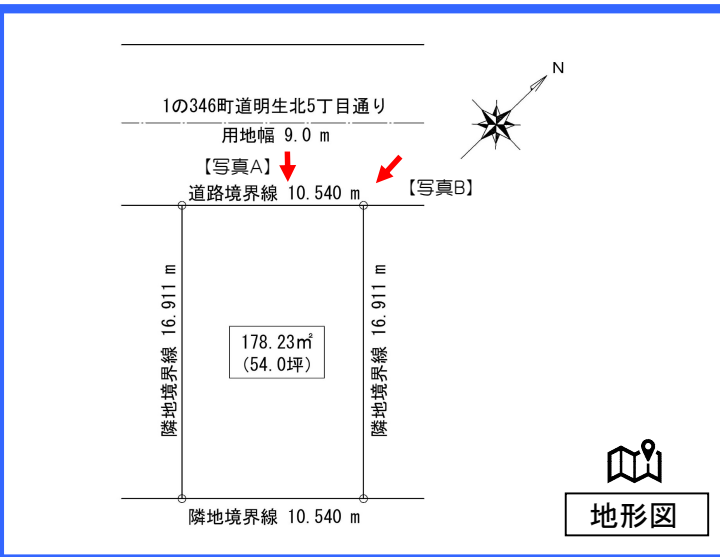 N
1の346町道明生北5丁目通り
用地幅 9.0 m
【写真A】
【写真B】
道路境界線 10.540 m
隣地境界線 16.911 m
178.23㎡
(54.0坪)
隣地境界線 16.911 m
隣地境界線 10.540 m
地形図